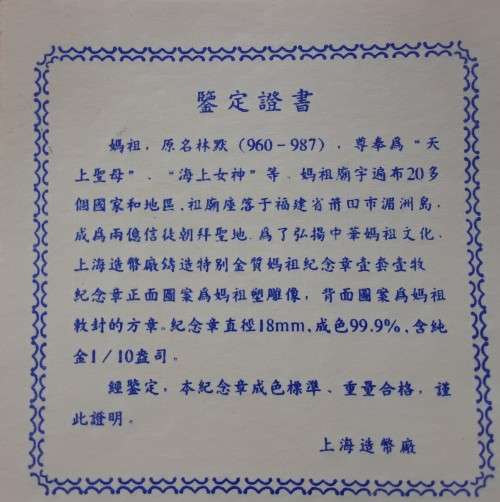 鑒定證書
媽祖，原名林默（960－987），尊奉爲“天
上聖母”、“海上女神”等。媽祖廟宇遍布20多
個國家和地區，祖廟座落于福建省莆田市湄洲島，
成爲兩億信徒朝拜聖地。爲了弘揚中華媽祖文化，
上海造幣廠鑄造特别金質媽祖紀念章壹套壹牧
紀念章正面圖案爲媽祖塑雕像，背面圖案爲媽祖
敕封的方章。紀念章直徑18mm，成色99.9%，含純
金1／10盎司。
經鑒定，本紀念章成色標準、重量合格，謹
此證明。
上海造幣廠